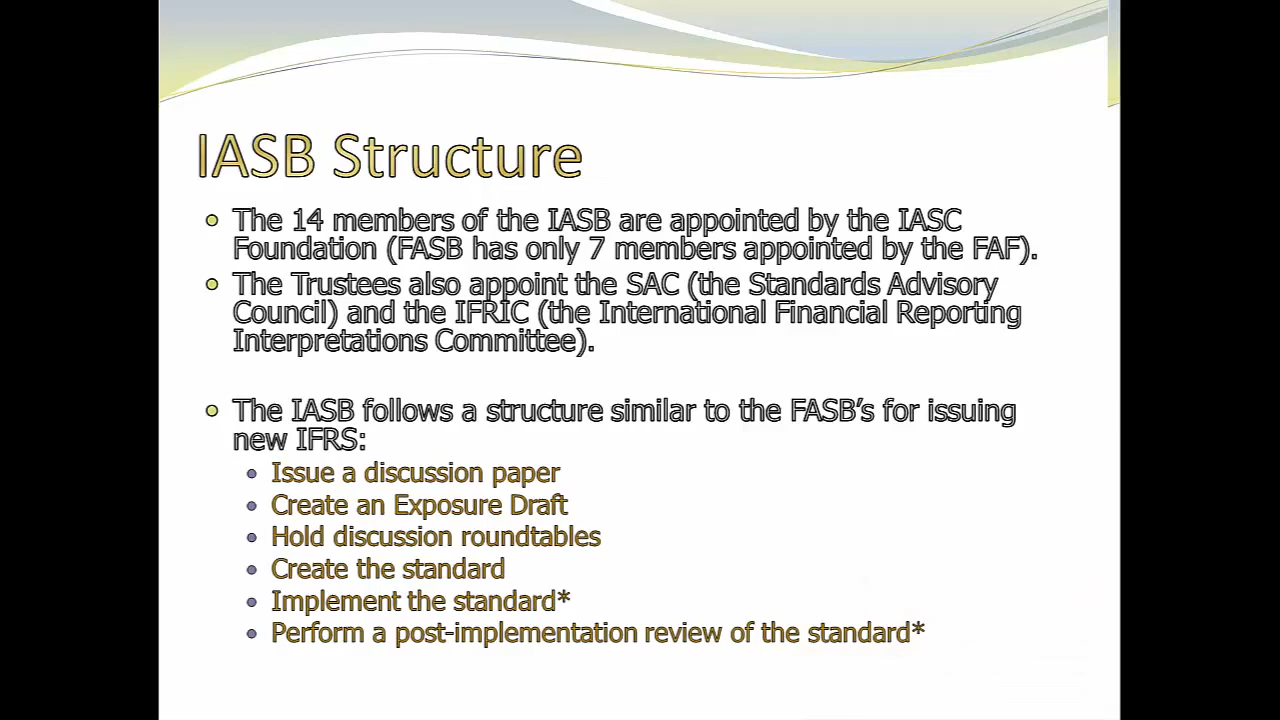 IASB Structure
The 14 members of the IASB are appointed by the IASC
Foundation (FASB has only 7 members appointed by the FAF).
The Trustees also appoint the SAC (the Standards Advisory
Council) and the IFRIC (the International Financial Reporting
Interpretations Committee).
The IASB follows a structure similar to the FASB’s for issuing
new IFRS:
Issue a discussion paper
Create an Exposure Draft
Hold discussion roundtables
Create the standard
Implement the standard*
Perform a post-implementation review of the standard*